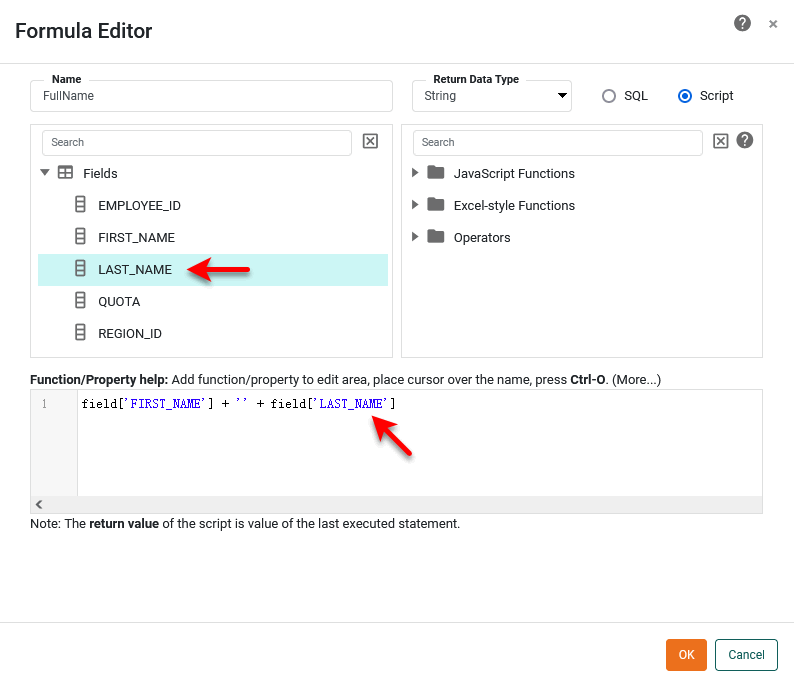 Formula Editor
Name
Return Data Type
FullName
String
SQL
Script
Search
Fields
EMPLOYEE_ID
FIRST_NAME
LAST_NAME
QUOTA
REGION_ID
Search
JavaScript Functions
Excel-style Functions
Operators
Function/Property help: Add function/property to edit area, place cursor over the name, press Ctrl-O. (More...)
1 field['FIRST_NAME'] + '' + field['LAST_NAME']
Note: The return value of the script is value of the last executed statement.
OK
Cancel